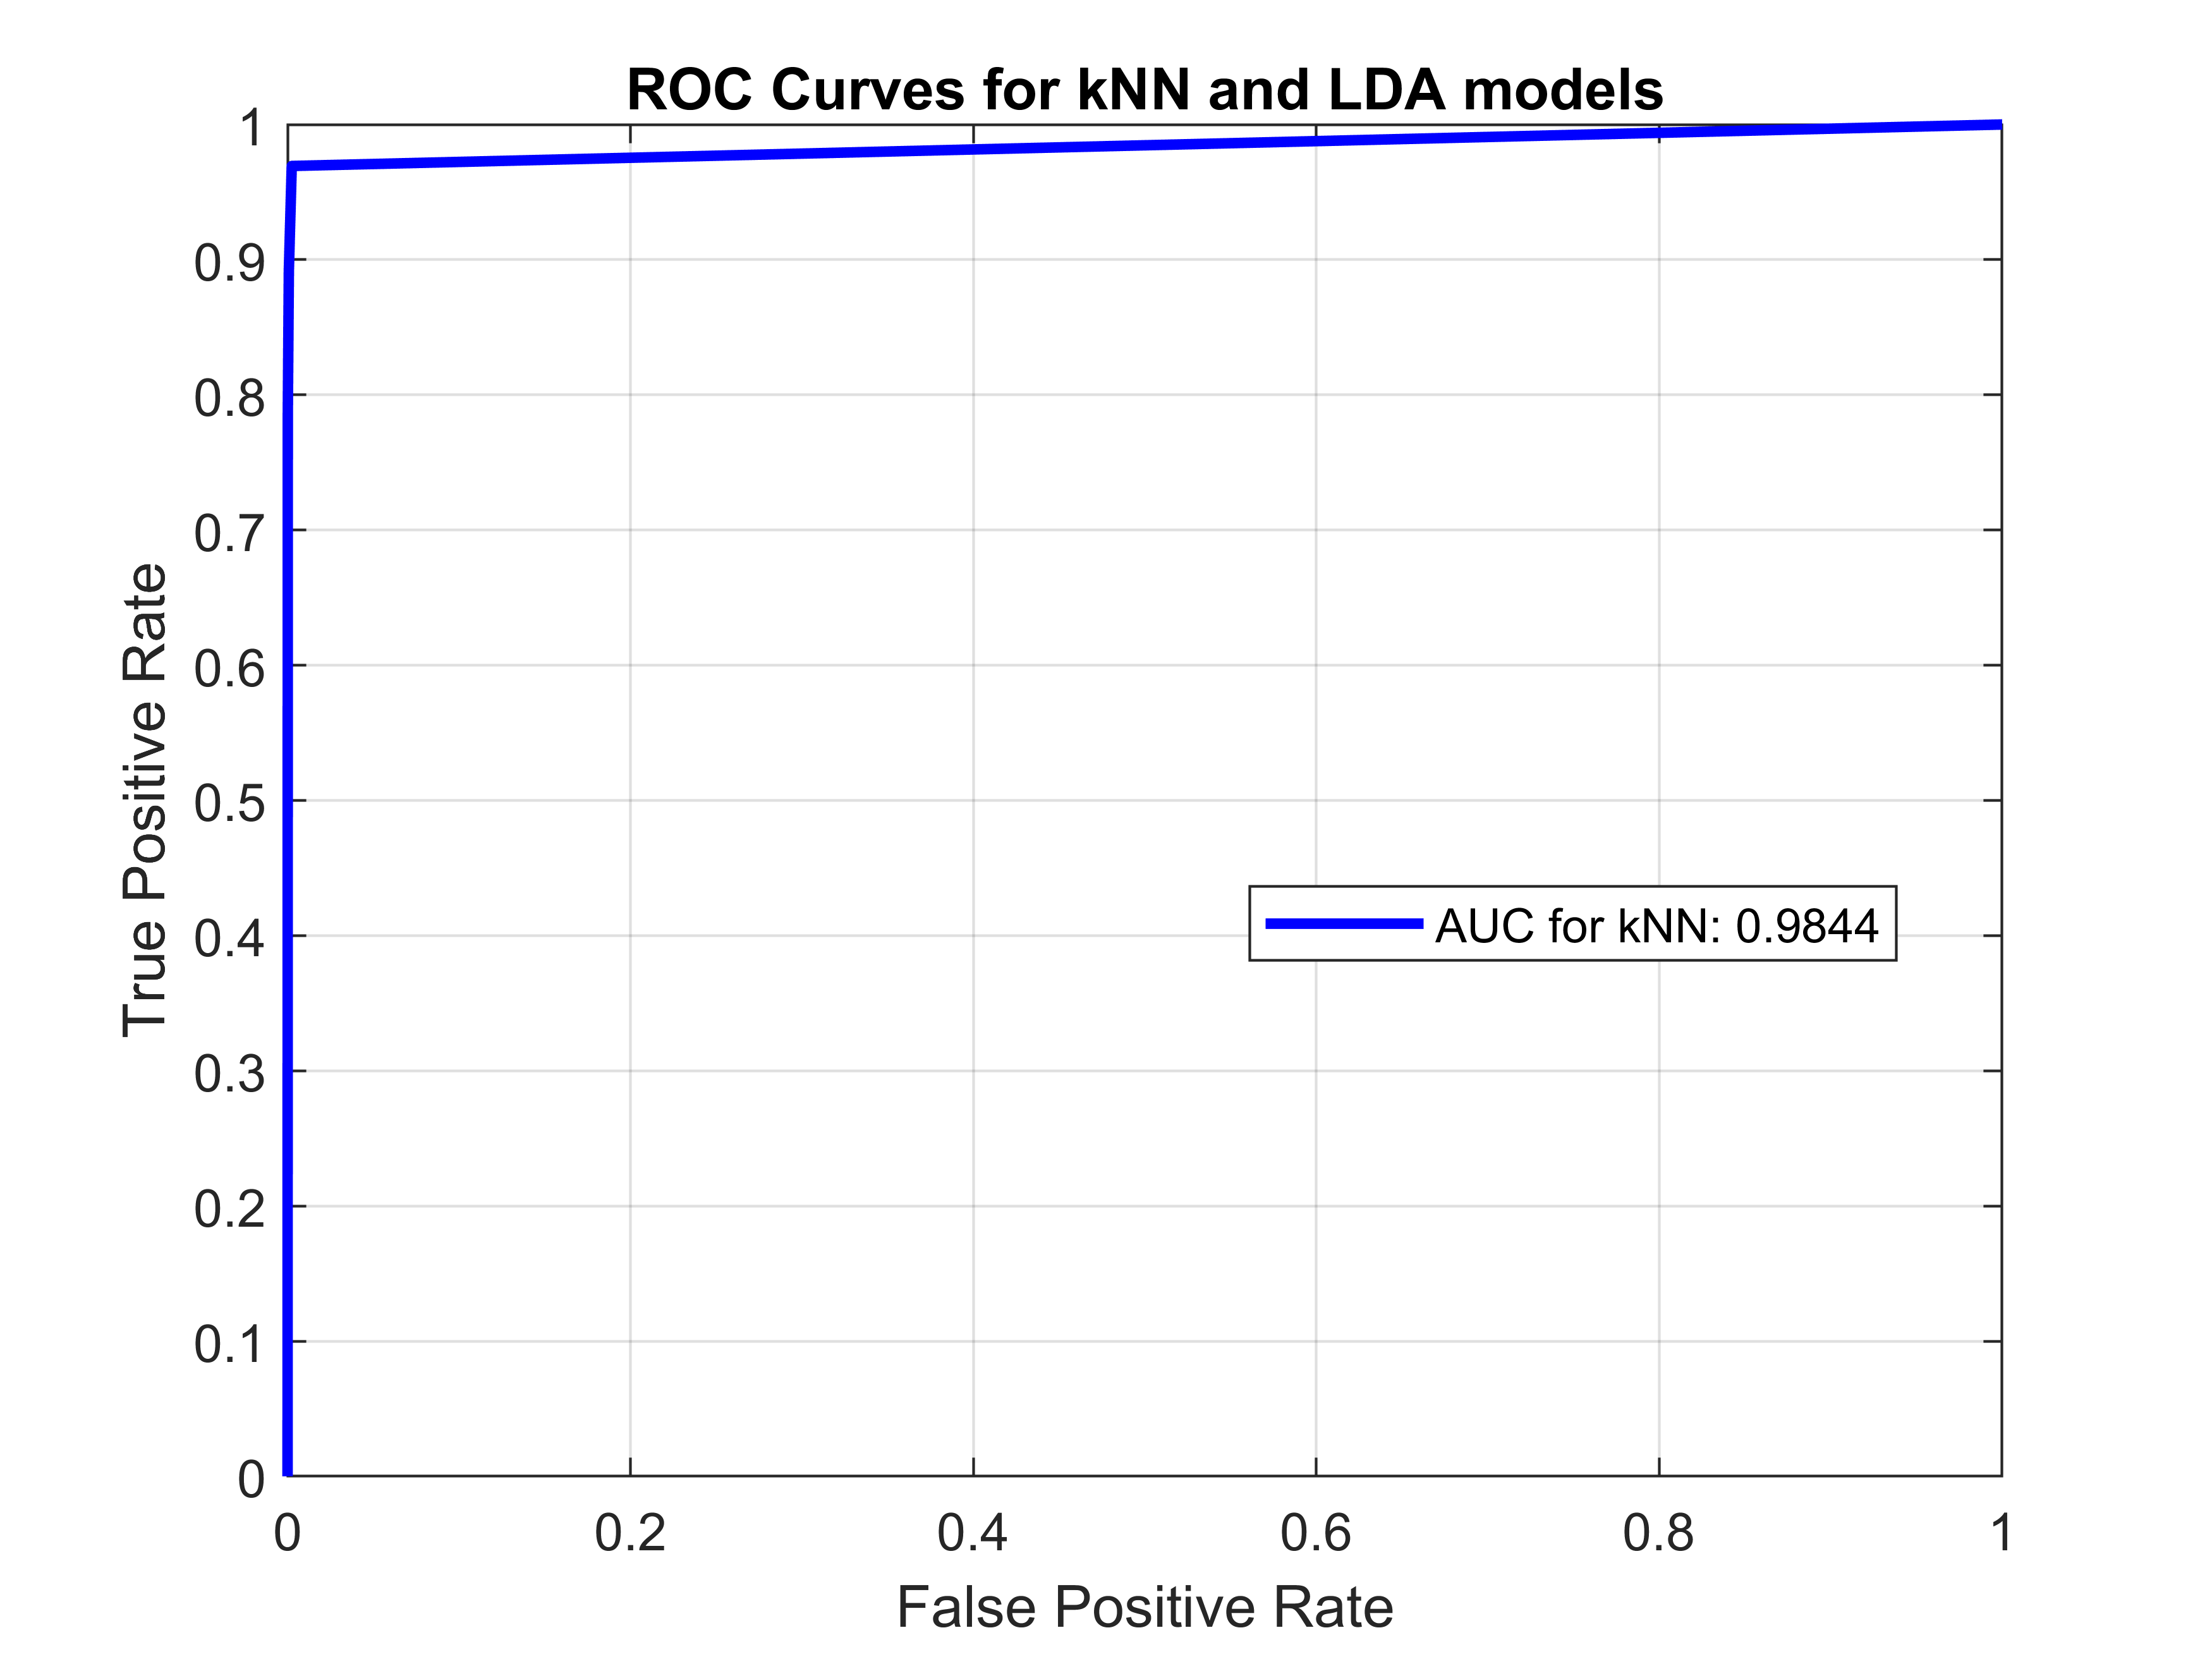 ROC Curves for kNN and LDA models
1
0.9
0.8
0.7
0.6
0.5
0.4
0.3
0.2
0.1
0
True Positive Rate
AUC for kNN: 0.9844
0 0.2 0.4 0.6 0.8 1
False Positive Rate